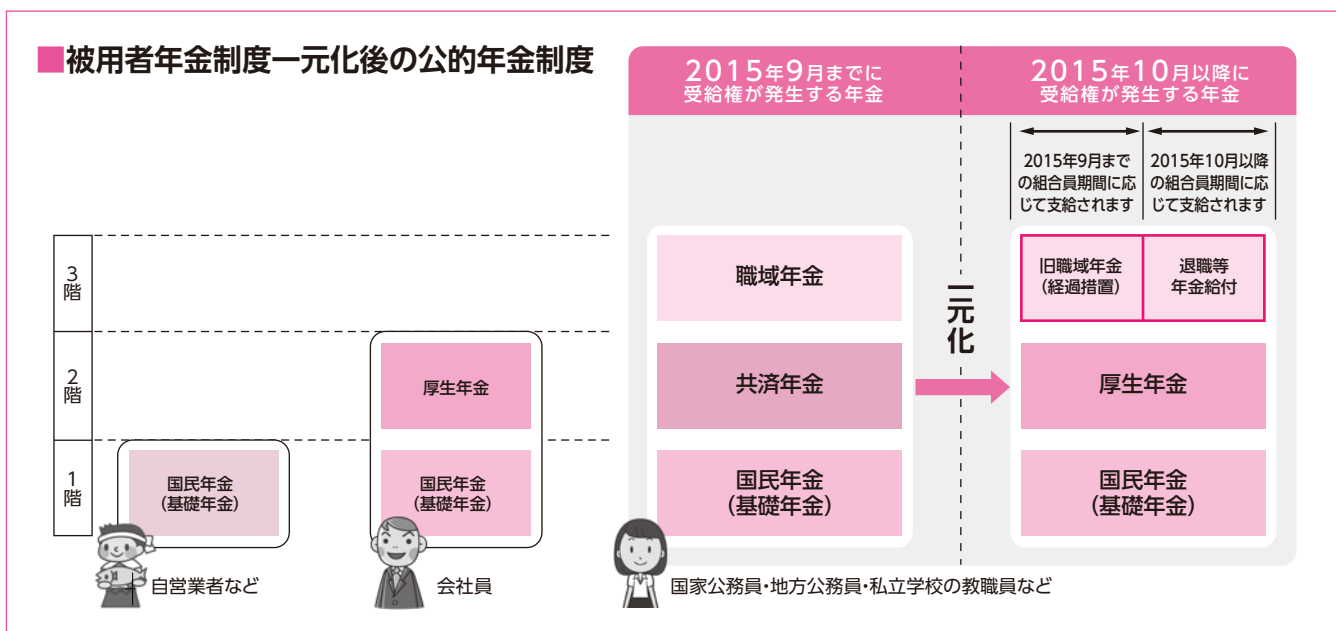 ■被用者年金制度一元化後の公的年金制度
2015年9月までに
受給権が発生する年金
2015年10月以降に
受給権が発生する年金
2015年9月まで
の組合員期間に応
じて支給されます
2015年10月以降
の組合員期間に応
じて支給されます
3階
2階
1階
職域年金
旧職域年金
(経過措置)
退職等
年金給付
一元化
厚生年金
共済年金
厚生年金
国民年金
(基礎年金)
国民年金
(基礎年金)
国民年金
(基礎年金)
国民年金
(基礎年金)
自営業者など
会社員
国家公務員・地方公務員・私立学校の教職員など